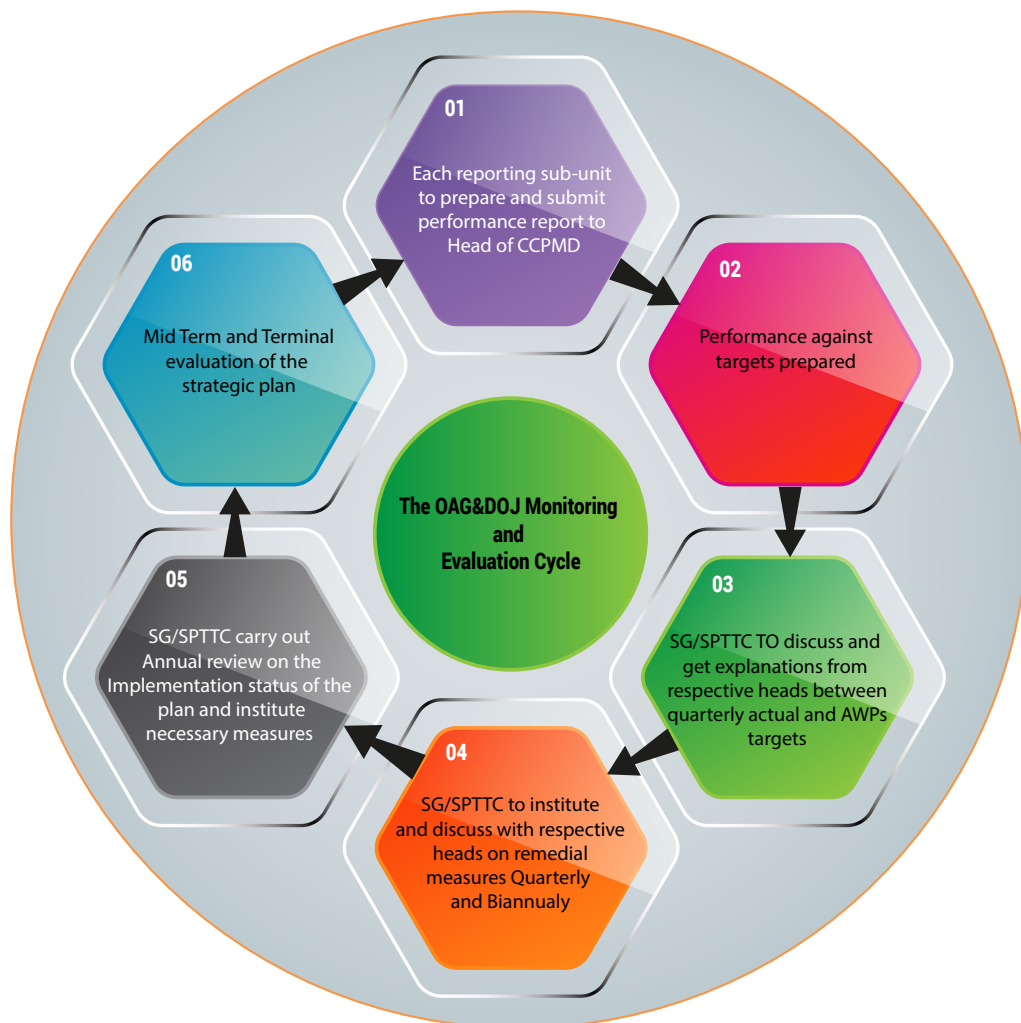 01
Each reporting sub-unit
to prepare and submit
performance report to
Head of CCPMD
02
Performance against
targets prepared
03
SG/SPTTC TO discuss and
get explanations from
respective heads between
quarterly actual and AWPs
targets
04
SG/SPTTC to institute
and discuss with respective
heads on remedial
measures Quarterly
and Biannualy
05
SG/SPTTC carry out
Annual review on the
Implementation status of the
plan and institute
necessary measures
06
Mid Term and Terminal
evaluation of the
strategic plan
The OAG&DOJ Monitoring
and
Evaluation Cycle